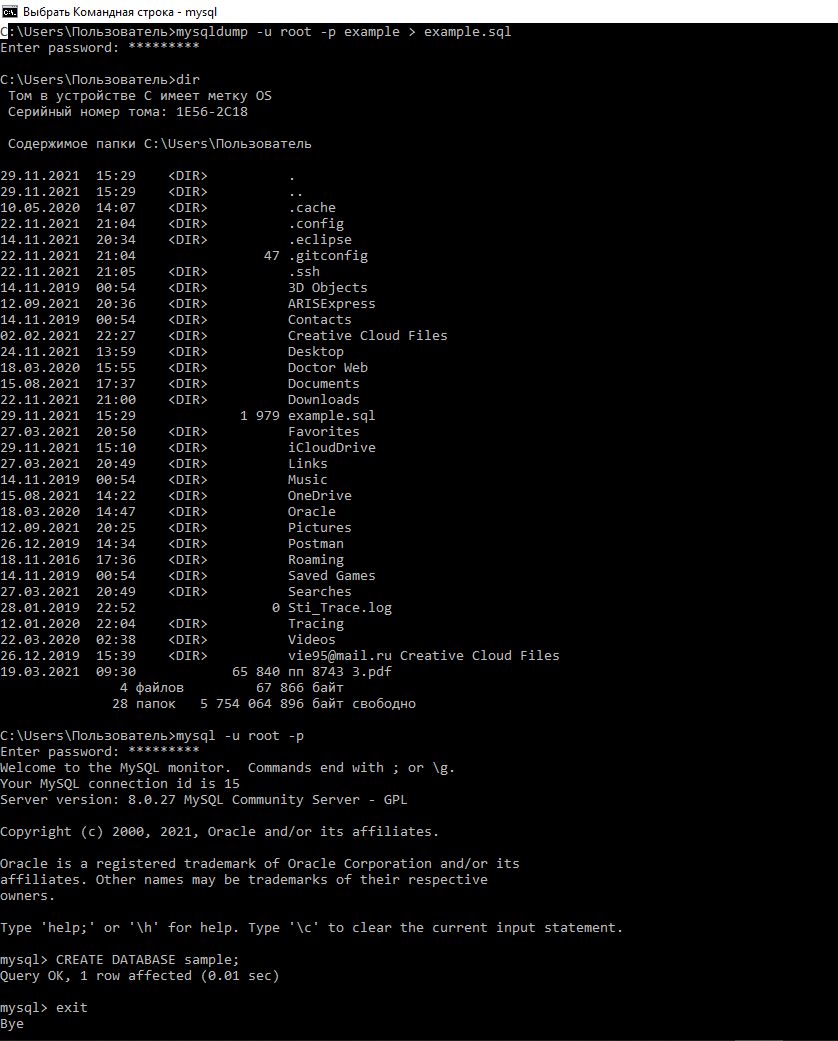 Выбрать Командная строка - mysql
C:\Users\Пользователь>mysqldump -u root -p example > example.sql
Enter password: *********
C:\Users\Пользователь>dir
 Том в устройстве C имеет метку OS
 Серийный номер тома: 1E56-2C18
 Содержимое папки C:\Users\Пользователь
29.11.2021  15:29    <DIR>          .
29.11.2021  15:29    <DIR>          ..
10.05.2020  14:07    <DIR>          .cache
22.11.2021  21:04    <DIR>          .config
14.11.2021  20:34    <DIR>          .eclipse
22.11.2021  21:04                47 .gitconfig
22.11.2021  21:05    <DIR>          .ssh
14.11.2019  00:54    <DIR>          3D Objects
12.09.2021  20:36    <DIR>          ARISExpress
14.11.2019  00:54    <DIR>          Contacts
02.02.2021  22:27    <DIR>          Creative Cloud Files
24.11.2021  13:59    <DIR>          Desktop
18.03.2020  15:55    <DIR>          Doctor Web
15.08.2021  17:37    <DIR>          Documents
22.11.2021  21:00    <DIR>          Downloads
29.11.2021  15:29             1 979 example.sql
27.03.2021  20:50    <DIR>          Favorites
29.11.2021  15:10    <DIR>          iCloudDrive
27.03.2021  20:49    <DIR>          Links
14.11.2019  00:54    <DIR>          Music
15.08.2021  14:22    <DIR>          OneDrive
18.03.2020  14:47    <DIR>          Oracle
12.09.2021  20:25    <DIR>          Pictures
26.12.2019  14:34    <DIR>          Postman
18.11.2016  17:36    <DIR>          Roaming
14.11.2019  00:54    <DIR>          Saved Games
27.03.2021  20:49    <DIR>          Searches
28.01.2019  22:52                 0 Sti_Trace.log
12.01.2020  22:04    <DIR>          Tracing
22.03.2020  02:38    <DIR>          Videos
26.12.2019  15:39    <DIR>          vie95@mail.ru Creative Cloud Files
19.03.2021  09:30            65 840 пп 8743 3.pdf
               4 файлов         67 866 байт
              28 папок   5 754 064 896 байт свободно
C:\Users\Пользователь>mysql -u root -p
Enter password: *********
Welcome to the MySQL monitor.  Commands end with ; or \g.
Your MySQL connection id is 15
Server version: 8.0.27 MySQL Community Server - GPL
Copyright (c) 2000, 2021, Oracle and/or its affiliates.
Oracle is a registered trademark of Oracle Corporation and/or its
affiliates. Other names may be trademarks of their respective
owners.
Type 'help;' or '\h' for help. Type '\c' to clear the current input statement.
mysql> CREATE DATABASE sample;
Query OK, 1 row affected (0.01 sec)
mysql> exit
Bye